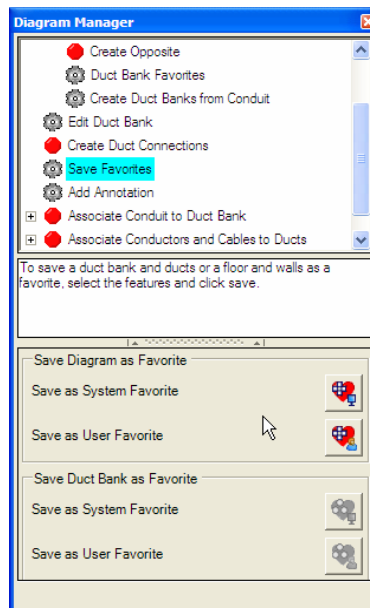 Diagram Manager
Create Opposite
Duct Bank Favorites
Create Duct Banks from Conduit
Edit Duct Bank
Create Duct Connections
Save Favorites
Add Annotation
Associate Conduit to Duct Bank
Associate Conductors and Cables to Ducts
To save a duct bank and ducts or a floor and walls as a
favorite, select the features and click save.
Save Diagram as Favorite
Save as System Favorite
Save as User Favorite
Save Duct Bank as Favorite
Save as System Favorite
Save as User Favorite